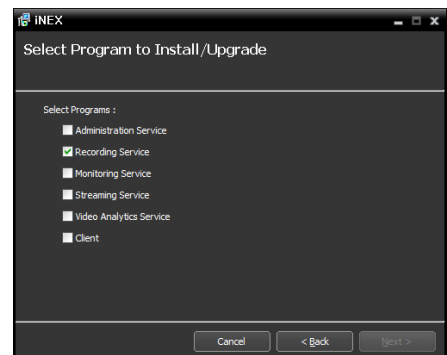 iNEX
Select Program to Install/Upgrade
Select Programs :
Administration Service
Recording Service
Monitoring Service
Streaming Service
Video Analytics Service
Client
Cancel
< Back
Next >